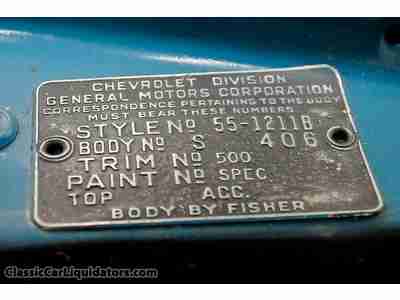 CHEVROLET DIVISION
GENERAL MOTORS CORPORATION
CORRESPONDENCE PERTAINING TO THE BODY
MUST BEAR THESE NUMBERS
STYLE No 55-1211B
BODY No S 406
TRIM No 500
PAINT No SPEC.
TOP ACC.
BODY BY FISHER
ClassicCarLiquidators.com